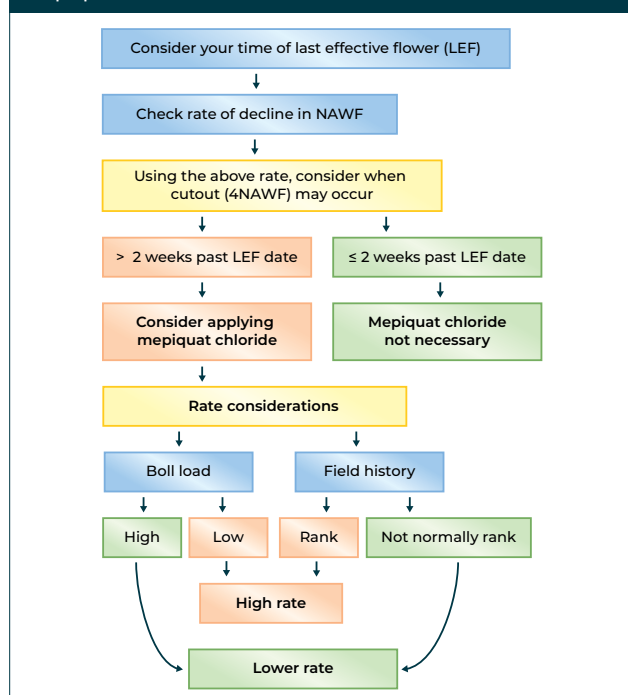 Consider your time of last effective flower (LEF)
Check rate of decline in NAWF
Using the above rate, consider when
cutout (4NAWF) may occur
> 2 weeks past LEF date
≤ 2 weeks past LEF date
Consider applying
mepiquat chloride
Mepiquat chloride
not necessary
Rate considerations
Boll load
Field history
High
Low
Rank
Not normally rank
High rate
Lower rate